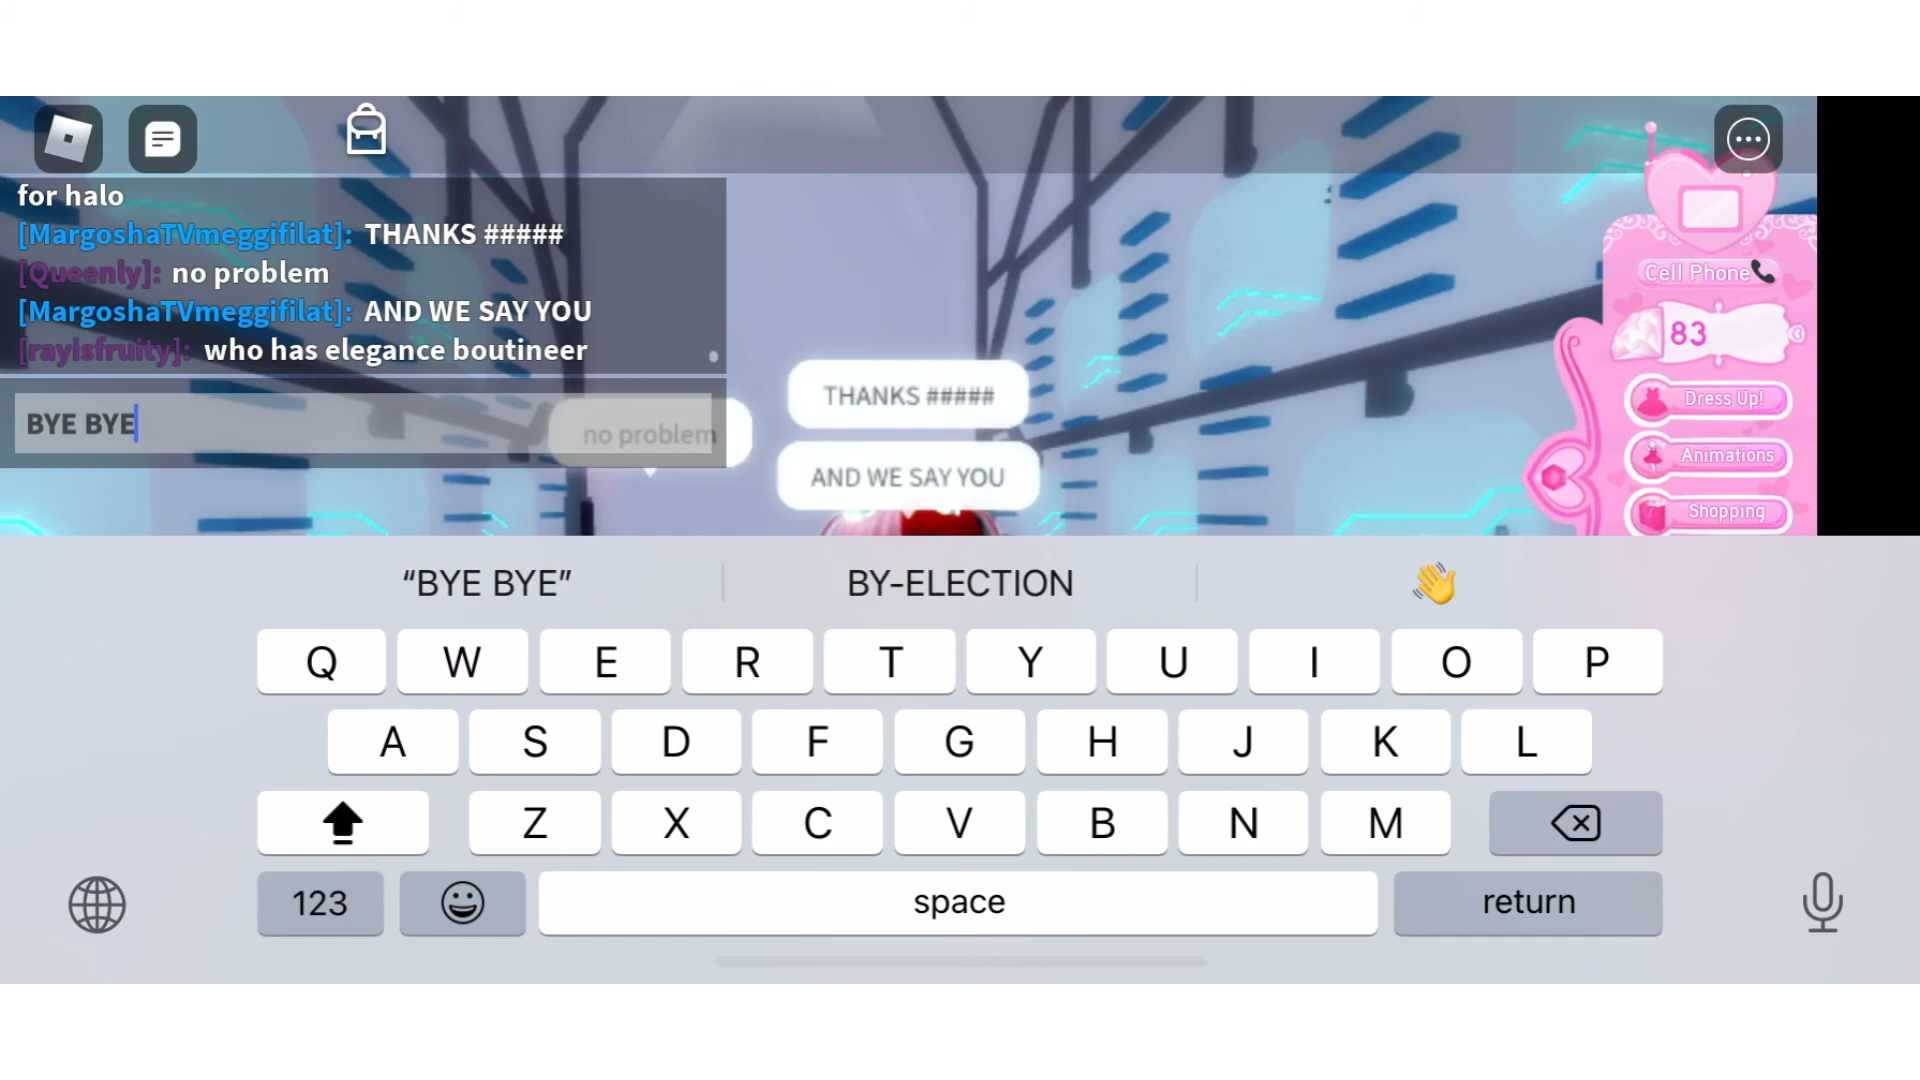 for halo
[MargoshaTVmeggifilat]: THANKS #####
[Queenly]: no problem
[MargoshaTVmeggifilat]: AND WE SAY YOU
[rayisfruity]: who has elegance boutineer
BYE BYE
no problem
THANKS #####
AND WE SAY YOU
Cell Phone
83
Dress Up!
Animations
Shopping
“BYE BYE”
BY-ELECTION
Q W E R T Y U I O P
A S D F G H J K L
Z X C V B N M
123
space
return